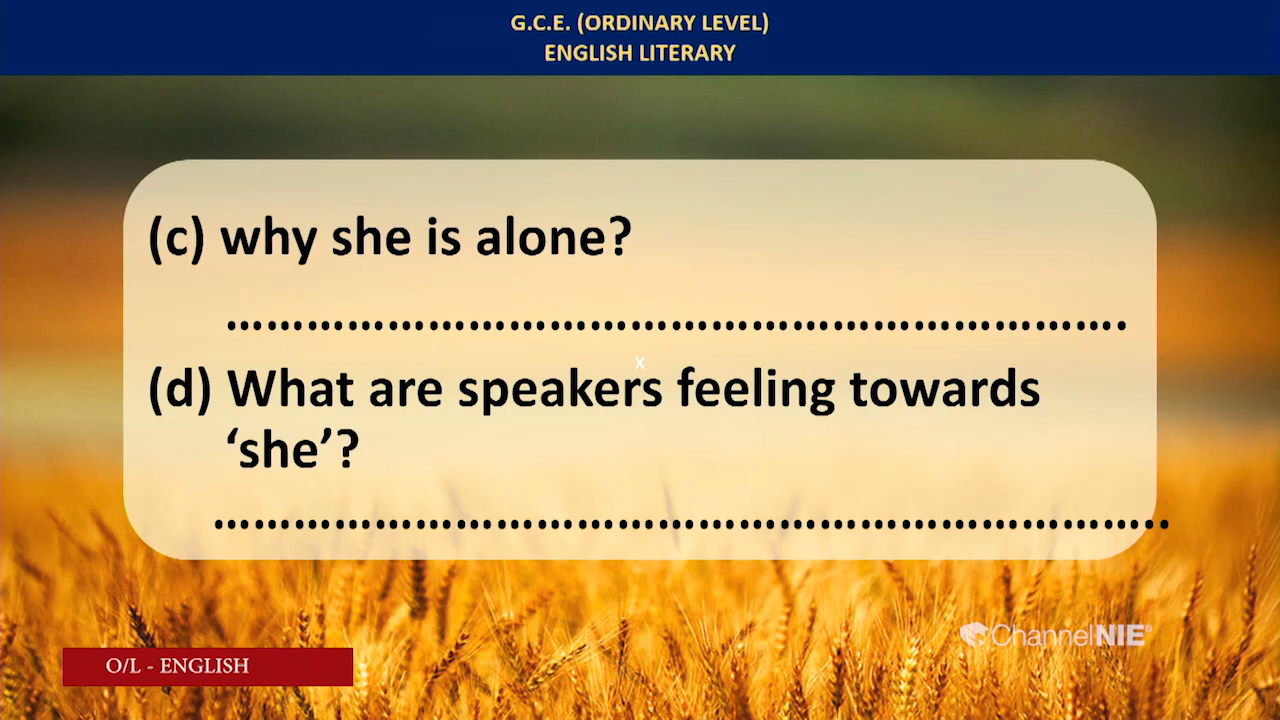 G.C.E. (ORDINARY LEVEL)
ENGLISH LITERARY
(c) why she is alone?
……………………………………………………………….
(d) What are speakers feeling towards
‘she’?
…………………………………………………………………..
x
ChannelNIE®
O/L - ENGLISH